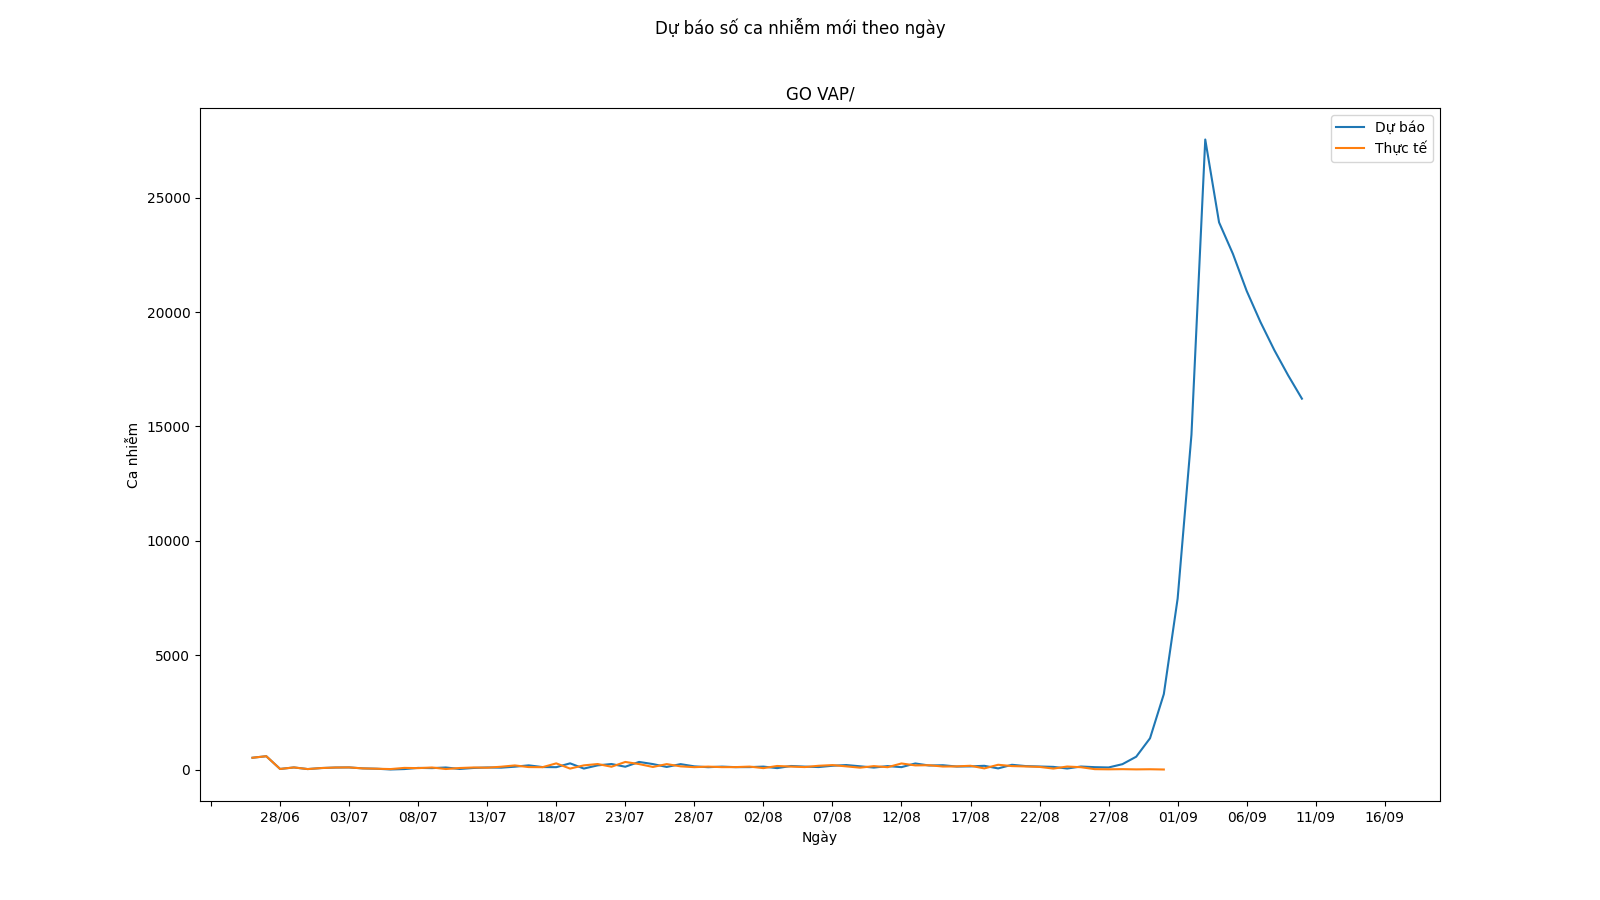 Dự báo số ca nhiễm mới theo ngày
GO VAP/
Dự báo
Thực tế
25000
20000
15000
10000
5000
0
Ca nhiễm
28/06 03/07 08/07 13/07 18/07 23/07 28/07 02/08 07/08 12/08 17/08 22/08 27/08 01/09 06/09 11/09 16/09
Ngày